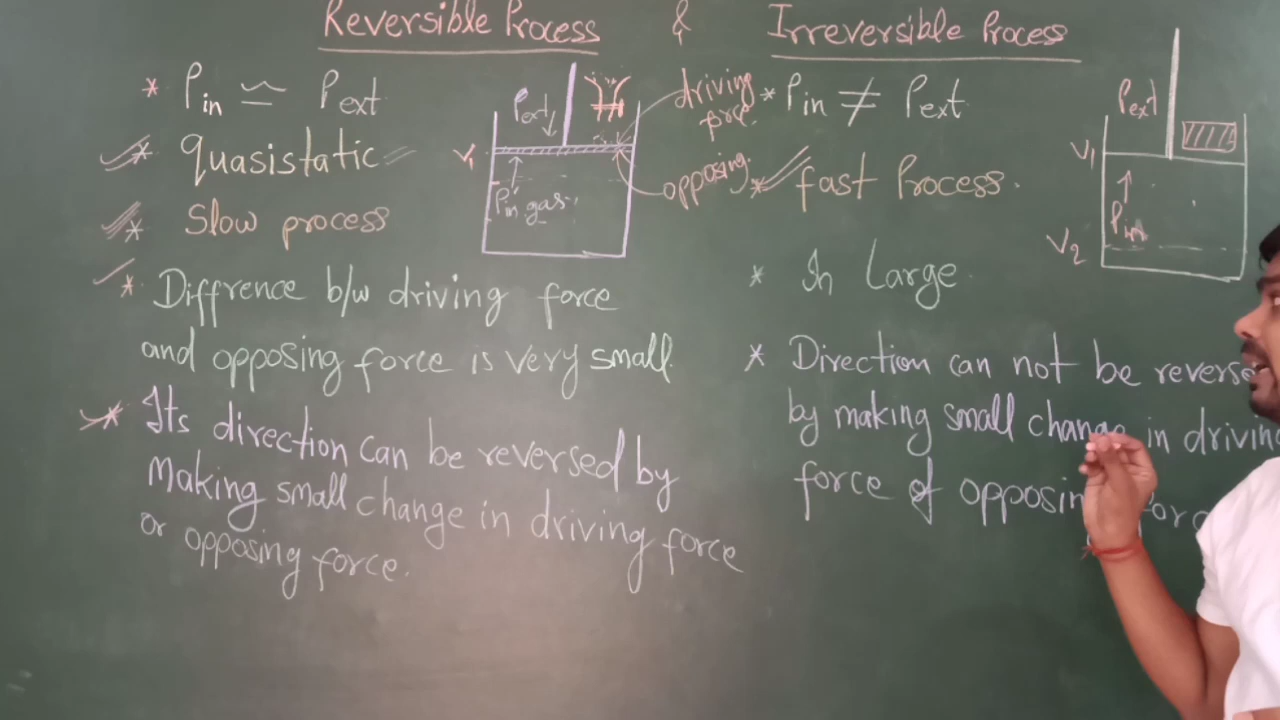 Reversible Process & Irreversible Process
* Pin ≃ Pext
* quasistatic
* Slow process
* Diffrence b/w driving force
and opposing force is very small.
* Its direction can be reversed by
Making small change in driving force
or opposing force.
Pext
V1
Pin gas
driving
opposing
* Pin ≠ Pext
* fast Process.
* In Large.
* Direction can not be reverse
by making small change in driving
force of opposing forc
Pext
V1
Pin
V2